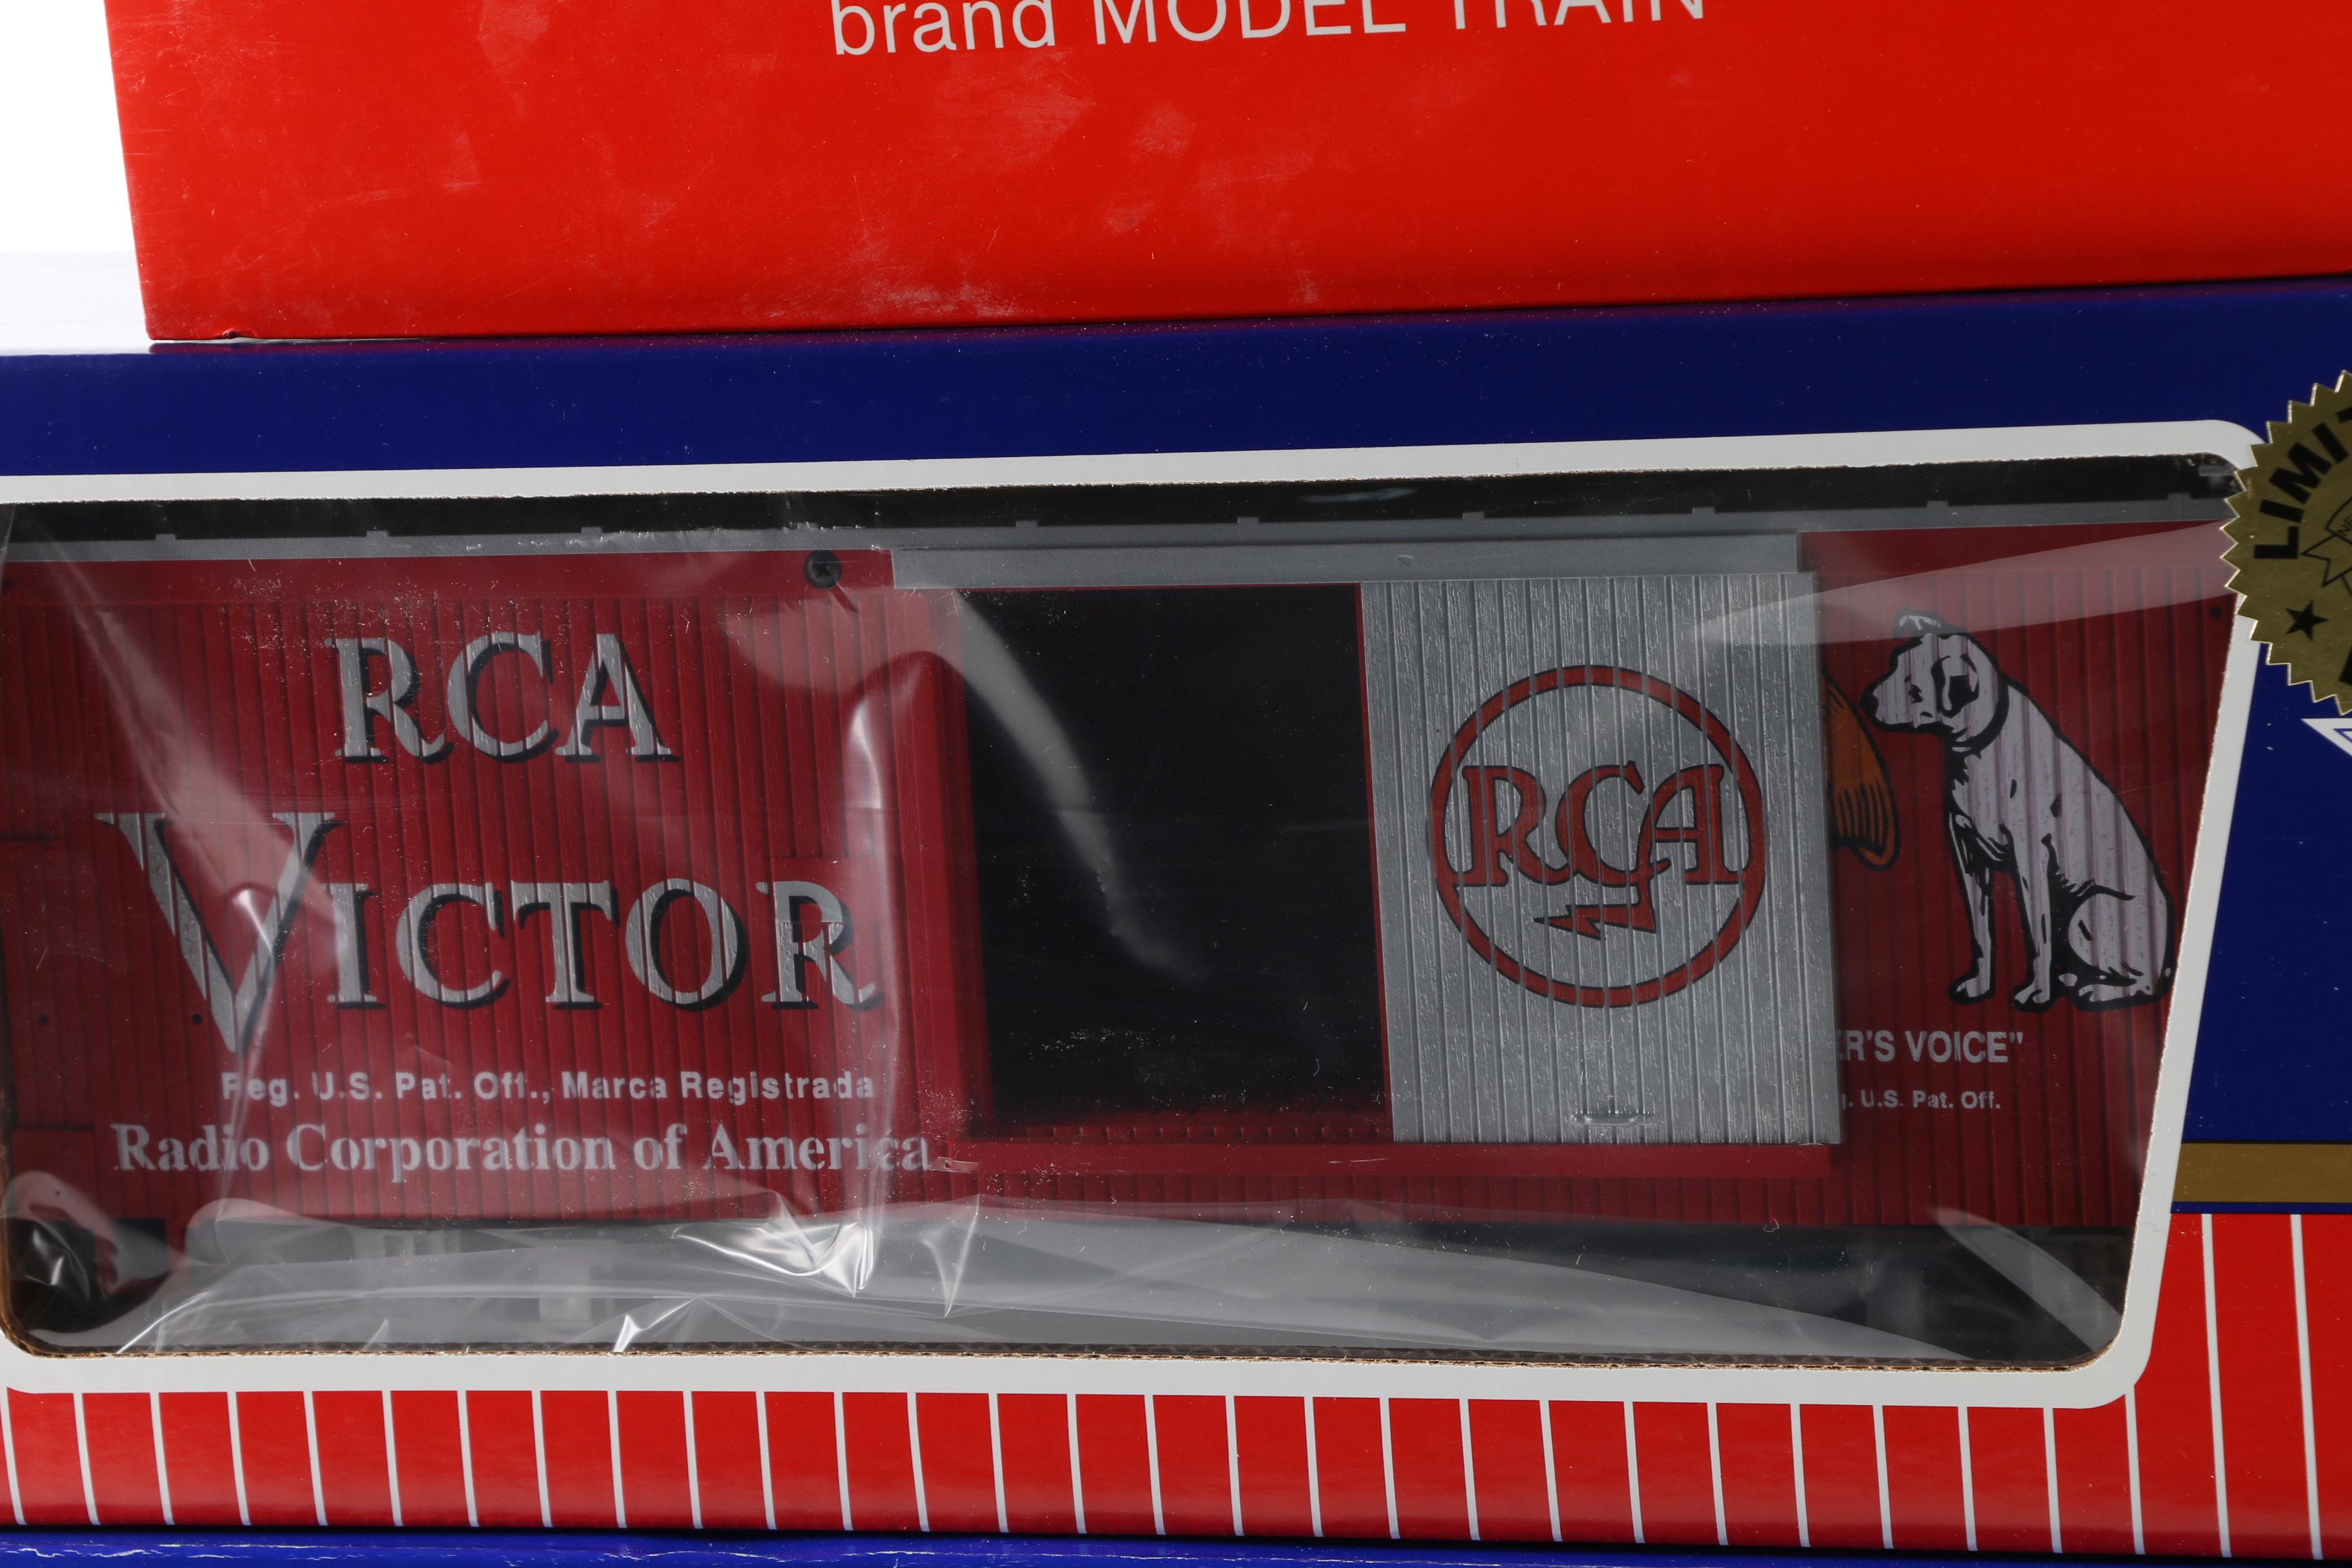 brand MODEL TRAIN
RCA
VICTOR
Reg. U.S. Pat. Off., Marca Registrada
Radio Corporation of America
RCA
ER'S VOICE"
. U.S. Pat. Off.
LIMIT